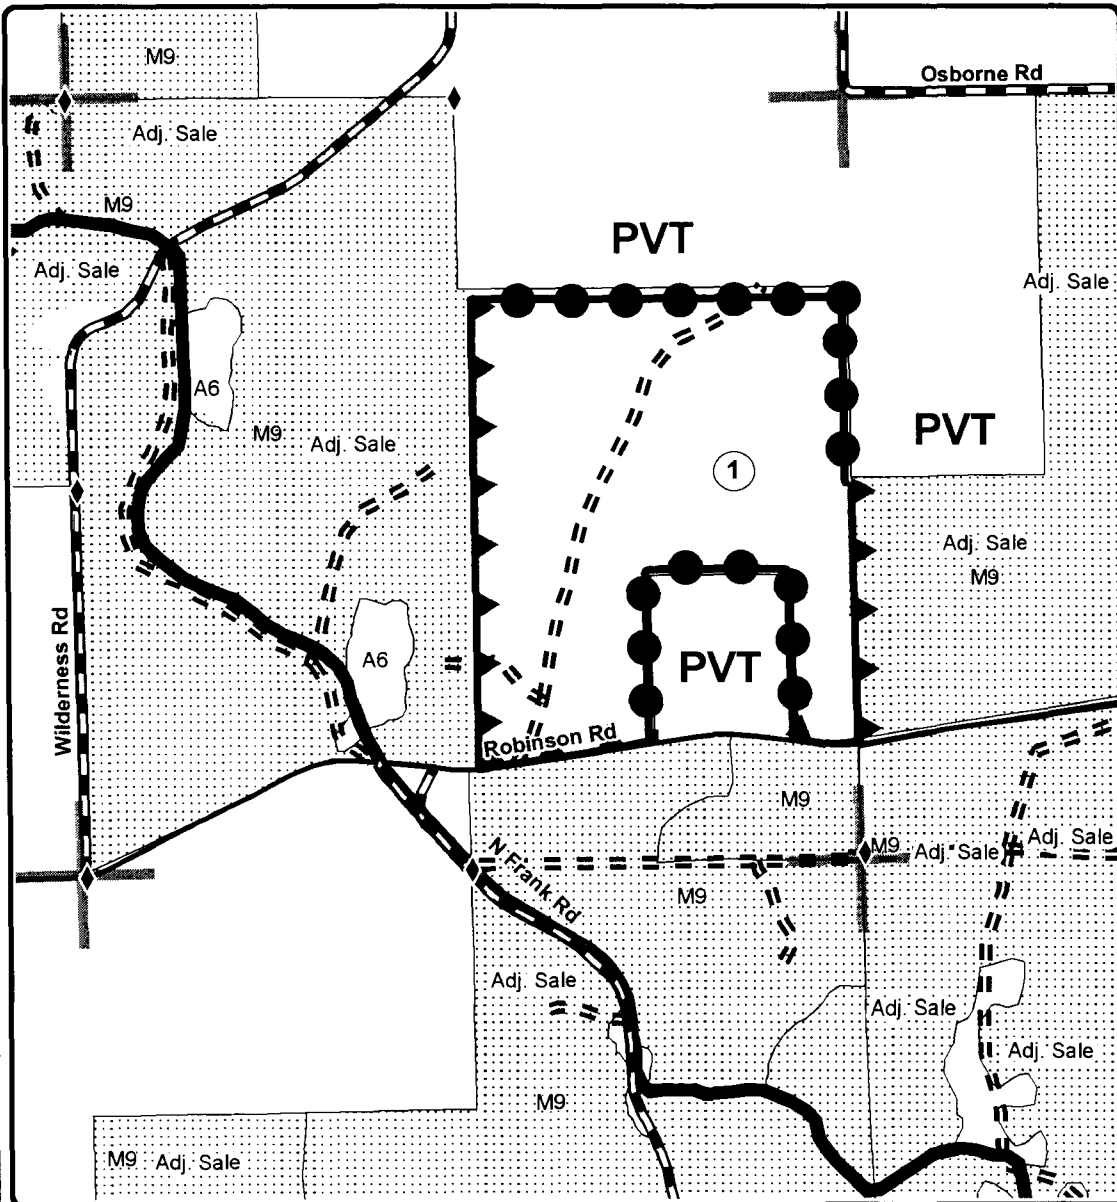 M9
Osborne Rd
Adj. Sale
M9
PVT
Adj. Sale
Adj. Sale
A6
M9
Adj. Sale
PVT
1
Adj. Sale
M9
Wilderness Rd
A6
PVT
Robinson Rd
M9
N Frank Rd
M9
Adj. Sale
Adj. Sale
M9
Adj. Sale
Adj. Sale
Adj. Sale
M9
M9
Adj. Sale